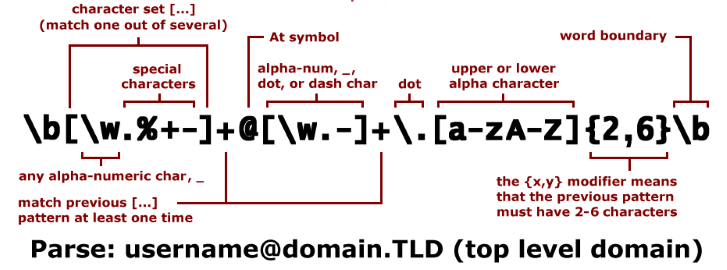 character set [...]
(match one out of several)
At symbol
word boundary
special
characters
alpha-num, _,
dot, or dash char
dot
upper or lower
alpha character
\b[\w.%+-]+@[\w.-]+\.[a-zA-Z]{2,6}\b
any alpha-numeric char, _
match previous [...]
pattern at least one time
the {x,y} modifier means
that the previous pattern
must have 2-6 characters
Parse: username@domain.TLD (top level domain)